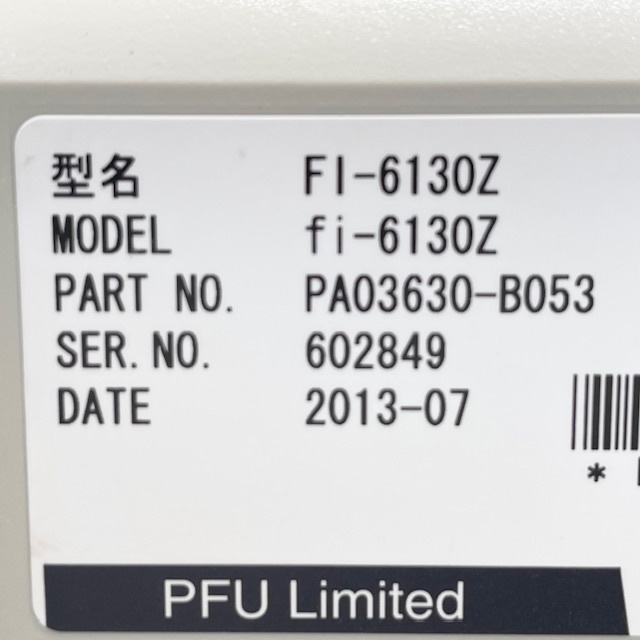 型名 FI-6130Z
MODEL fi-6130Z
PART NO. PA03630-B053
SER.NO. 602849
DATE 2013-07
*
PFU Limited